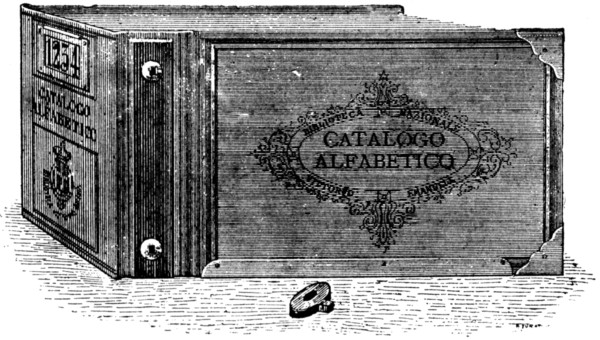 1234
CATALOGO
ALFABETICO
BIBLIOTECA NAZIONALE
CATALOGO
ALFABETICO
VITTORIO EMANUELE